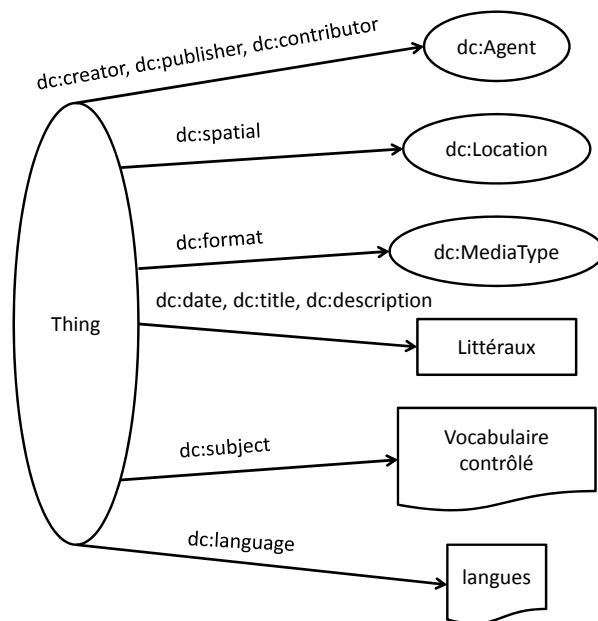 dc:creator, dc:publisher, dc:contributor
dc:Agent
dc:spatial
dc:Location
dc:format
dc:MediaType
dc:date, dc:title, dc:description
Thing
Littéraux
dc:subject
Vocabulaire
contrôlé
dc:language
langues